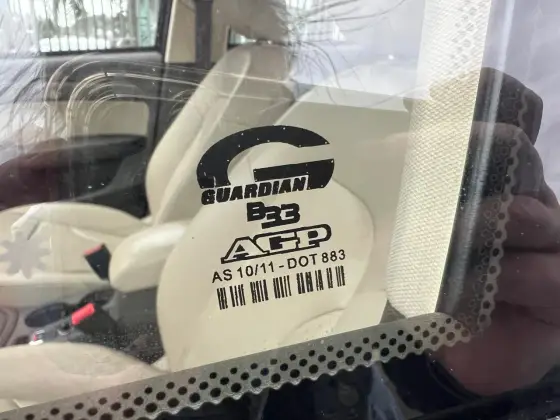 GUARDIAN
B33
AGP
AS 10/11 - DOT 883